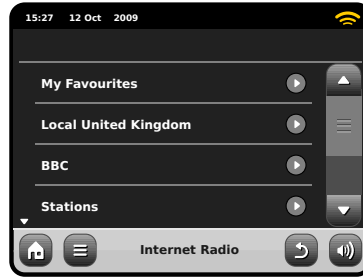 15:27 12 Oct 2009
My Favourites
Local United Kingdom
BBC
Stations
Internet Radio